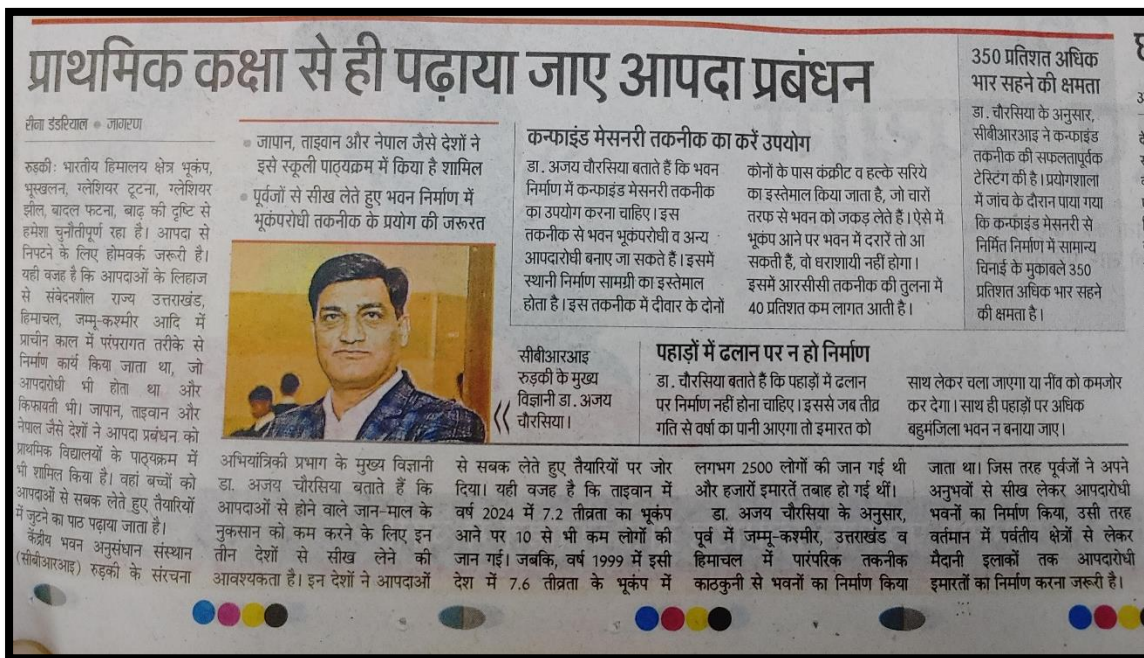 प्राथमिक कक्षा से ही पढ़ाया जाए आपदा प्रबंधन
रीना डंडरियाल • जागरण
रुड़की: भारतीय हिमालय क्षेत्र भूकंप,
भूस्खलन, ग्लेशियर टूटना, ग्लेशियर
झील, बादल फटना, बाढ़ की दृष्टि से
हमेशा चुनौतीपूर्ण रहा है। आपदा से
निपटने के लिए होमवर्क जरूरी है।
यही वजह है कि आपदाओं के लिहाज
से संवेदनशील राज्य उत्तराखंड,
हिमाचल, जम्मू-कश्मीर आदि में
प्राचीन काल में परंपरागत तरीके से
निर्माण कार्य किया जाता था, जो
आपदारोधी भी होता था और
किफायती भी। जापान, ताइवान और
नेपाल जैसे देशों ने आपदा प्रबंधन को
प्राथमिक विद्यालयों के पाठ्यक्रम में
भी शामिल किया है। वहां बच्चों को
आपदाओं से सबक लेते हुए तैयारियों
में जुटने का पाठ पढ़ाया जाता है।
केंद्रीय भवन अनुसंधान संस्थान
(सीबीआरआइ) रुड़की के संरचना
• जापान, ताइवान और नेपाल जैसे देशों ने
इसे स्कूली पाठ्यक्रम में किया है शामिल
• पूर्वजों से सीख लेते हुए भवन निर्माण में
भूकंपरोधी तकनीक के प्रयोग की जरूरत
सीबीआरआइ
रुड़की के मुख्य
विज्ञानी डा. अजय
चौरसिया।
अभियांत्रिकी प्रभाग के मुख्य विज्ञानी
डा. अजय चौरसिया बताते हैं कि
आपदाओं से होने वाले जान-माल के
नुकसान को कम करने के लिए इन
तीन देशों से सीख लेने की
आवश्यकता है। इन देशों ने आपदाओं
से सबक लेते हुए तैयारियों पर जोर
दिया। यही वजह है कि ताइवान में
वर्ष 2024 में 7.2 तीव्रता का भूकंप
आने पर 10 से भी कम लोगों की
जान गई। जबकि, वर्ष 1999 में इसी
देश में 7.6 तीव्रता के भूकंप में
लगभग 2500 लोगों की जान गई थी
और हजारों इमारतें तबाह हो गई थीं।
डा. अजय चौरसिया के अनुसार,
पूर्व में जम्मू-कश्मीर, उत्तराखंड व
हिमाचल में पारंपरिक तकनीक
काठकुनी से भवनों का निर्माण किया
जाता था। जिस तरह पूर्वजों ने अपने
अनुभवों से सीख लेकर आपदारोधी
भवनों का निर्माण किया, उसी तरह
वर्तमान में पर्वतीय क्षेत्रों से लेकर
मैदानी इलाकों तक आपदारोधी
इमारतों का निर्माण करना जरूरी है।
कन्फाइंड मेसनरी तकनीक का करें उपयोग
डा. अजय चौरसिया बताते हैं कि भवन
निर्माण में कन्फाइंड मेसनरी तकनीक
का उपयोग करना चाहिए। इस
तकनीक से भवन भूकंपरोधी व अन्य
आपदारोधी बनाए जा सकते हैं। इसमें
स्थानी निर्माण सामग्री का इस्तेमाल
होता है। इस तकनीक में दीवार के दोनों
कोनों के पास कंक्रीट व हल्के सरिये
का इस्तेमाल किया जाता है, जो चारों
तरफ से भवन को जकड़ लेते हैं। ऐसे में
भूकंप आने पर भवन में दरारें तो आ
सकती हैं, वो धराशायी नहीं होगा।
इसमें आरसीसी तकनीक की तुलना में
40 प्रतिशत कम लागत आती है।
पहाड़ों में ढलान पर न हो निर्माण
डा. चौरसिया बताते हैं कि पहाड़ों में ढलान
पर निर्माण नहीं होना चाहिए। इससे जब तीव्र
गति से वर्षा का पानी आएगा तो इमारत को
साथ लेकर चला जाएगा या नींव को कमजोर
कर देगा। साथ ही पहाड़ों पर अधिक
बहुमंजिला भवन न बनाया जाए।
350 प्रतिशत अधिक
भार सहने की क्षमता
डा. चौरसिया के अनुसार,
सीबीआरआइ ने कन्फाइंड
तकनीक की सफलतापूर्वक
टेस्टिंग की है। प्रयोगशाला
में जांच के दौरान पाया गया
कि कन्फाइंड मेसनरी से
निर्मित निर्माण में सामान्य
चिनाई के मुकाबले 350
प्रतिशत अधिक भार सहने
की क्षमता है।